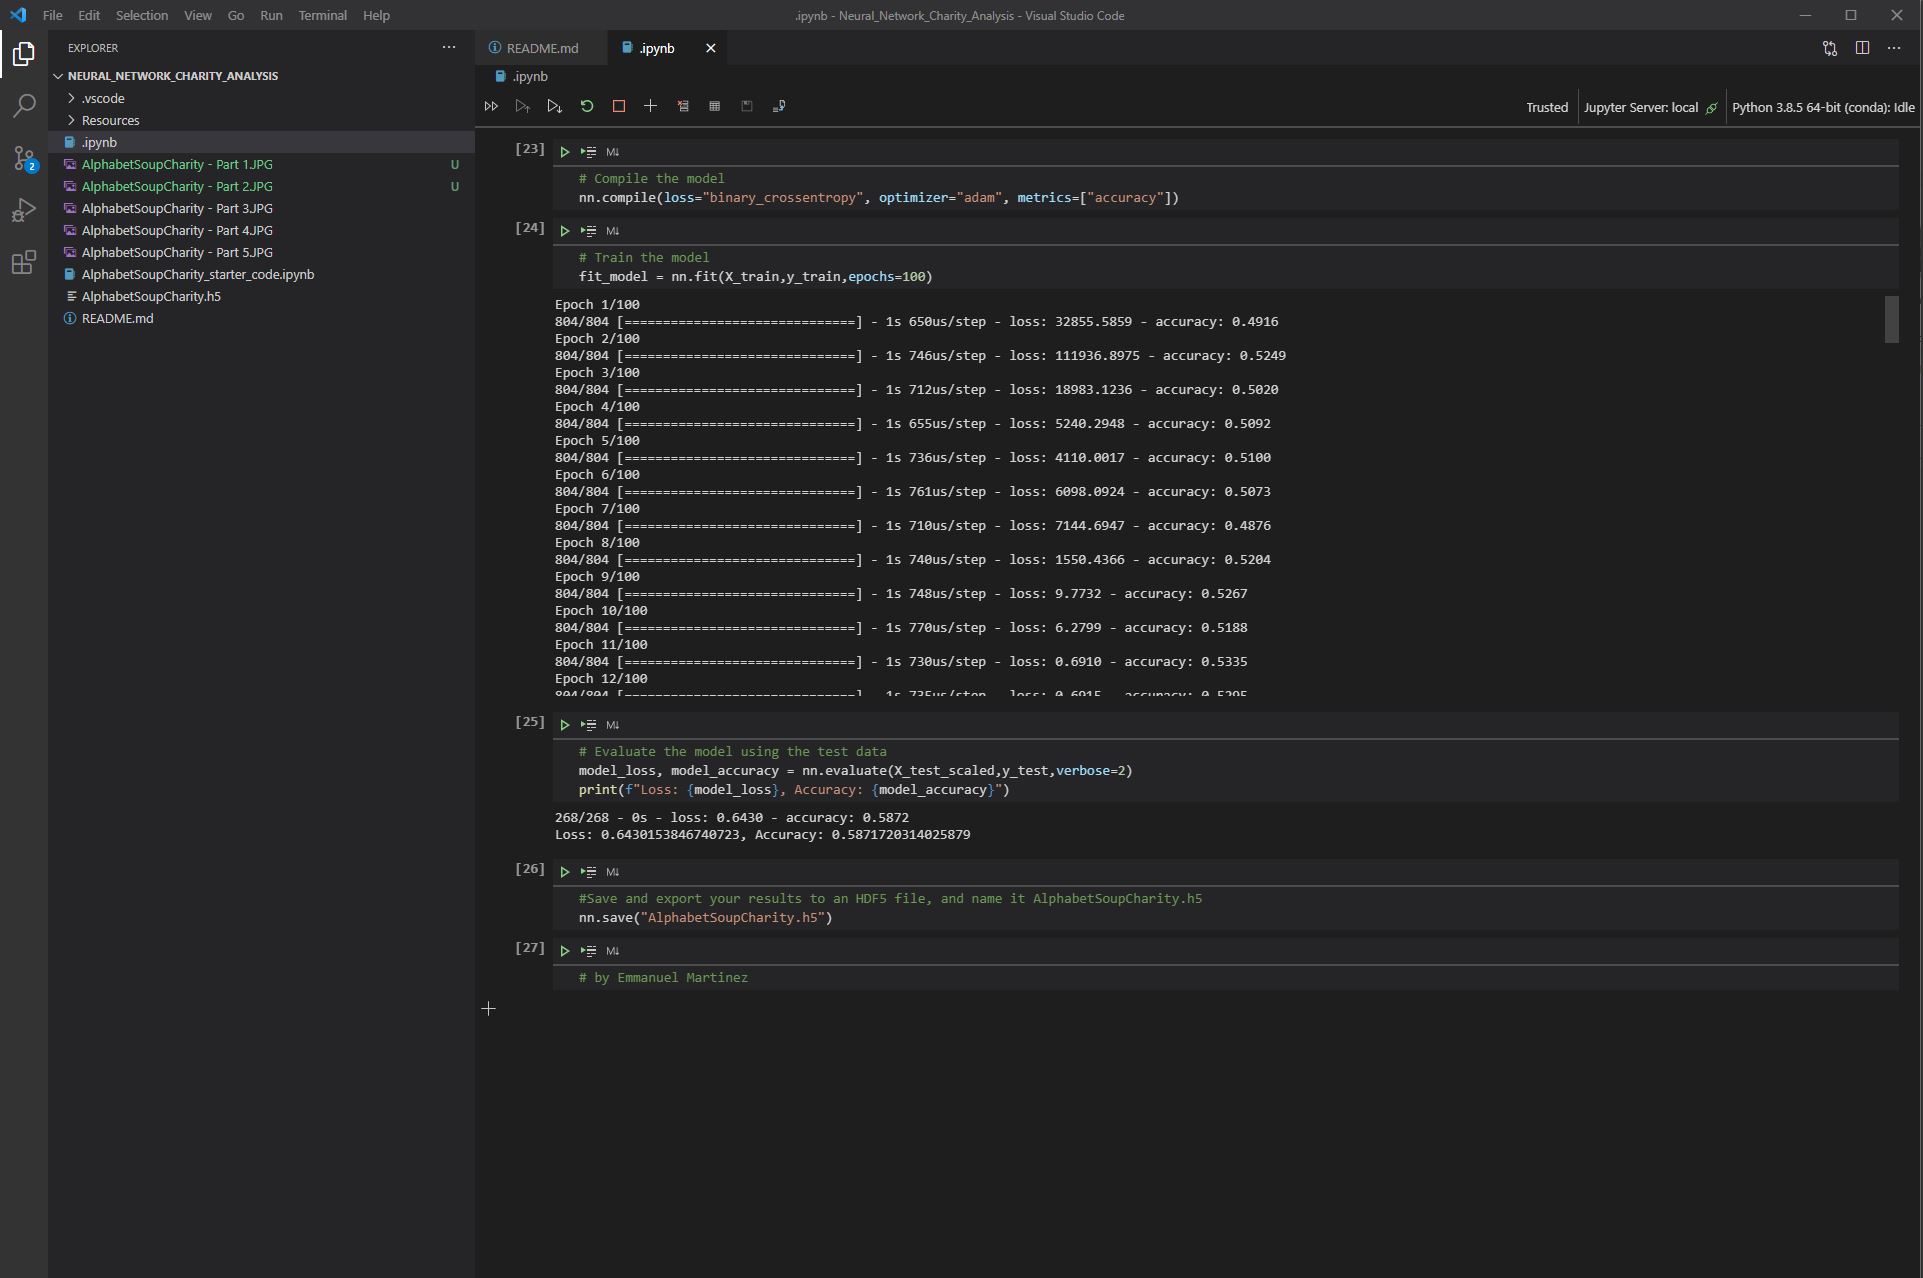 File Edit Selection View Go Run Terminal Help
.ipynb - Neural_Network_Charity_Analysis - Visual Studio Code
EXPLORER
NEURAL_NETWORK_CHARITY_ANALYSIS
.vscode
Resources
.ipynb
AlphabetSoupCharity - Part 1.JPG U
AlphabetSoupCharity - Part 2.JPG U
AlphabetSoupCharity - Part 3.JPG
AlphabetSoupCharity - Part 4.JPG
AlphabetSoupCharity - Part 5.JPG
AlphabetSoupCharity_starter_code.ipynb
AlphabetSoupCharity.h5
README.md
2
README.md
.ipynb
.ipynb
Trusted
Jupyter Server: local
Python 3.8.5 64-bit (conda): Idle
[23]
M↓
# Compile the model
nn.compile(loss="binary_crossentropy", optimizer="adam", metrics=["accuracy"])
[24]
M↓
# Train the model
fit_model = nn.fit(X_train,y_train,epochs=100)
Epoch 1/100
804/804 [==============================] - 1s 650us/step - loss: 32855.5859 - accuracy: 0.4916
Epoch 2/100
804/804 [==============================] - 1s 746us/step - loss: 111936.8975 - accuracy: 0.5249
Epoch 3/100
804/804 [==============================] - 1s 712us/step - loss: 18983.1236 - accuracy: 0.5020
Epoch 4/100
804/804 [==============================] - 1s 655us/step - loss: 5240.2948 - accuracy: 0.5092
Epoch 5/100
804/804 [==============================] - 1s 736us/step - loss: 4110.0017 - accuracy: 0.5100
Epoch 6/100
804/804 [==============================] - 1s 761us/step - loss: 6098.0924 - accuracy: 0.5073
Epoch 7/100
804/804 [==============================] - 1s 710us/step - loss: 7144.6947 - accuracy: 0.4876
Epoch 8/100
804/804 [==============================] - 1s 740us/step - loss: 1550.4366 - accuracy: 0.5204
Epoch 9/100
804/804 [==============================] - 1s 748us/step - loss: 9.7732 - accuracy: 0.5267
Epoch 10/100
804/804 [==============================] - 1s 770us/step - loss: 6.2799 - accuracy: 0.5188
Epoch 11/100
804/804 [==============================] - 1s 730us/step - loss: 0.6910 - accuracy: 0.5335
Epoch 12/100
804/804 [==============================] - 1s 735us/step - loss: 0.6915 - accuracy: 0.5295
[25]
M↓
# Evaluate the model using the test data
model_loss, model_accuracy = nn.evaluate(X_test_scaled,y_test,verbose=2)
print(f"Loss: {model_loss}, Accuracy: {model_accuracy}")
268/268 - 0s - loss: 0.6430 - accuracy: 0.5872
Loss: 0.6430153846740723, Accuracy: 0.5871720314025879
[26]
M↓
#Save and export your results to an HDF5 file, and name it AlphabetSoupCharity.h5
nn.save("AlphabetSoupCharity.h5")
[27]
M↓
# by Emmanuel Martinez